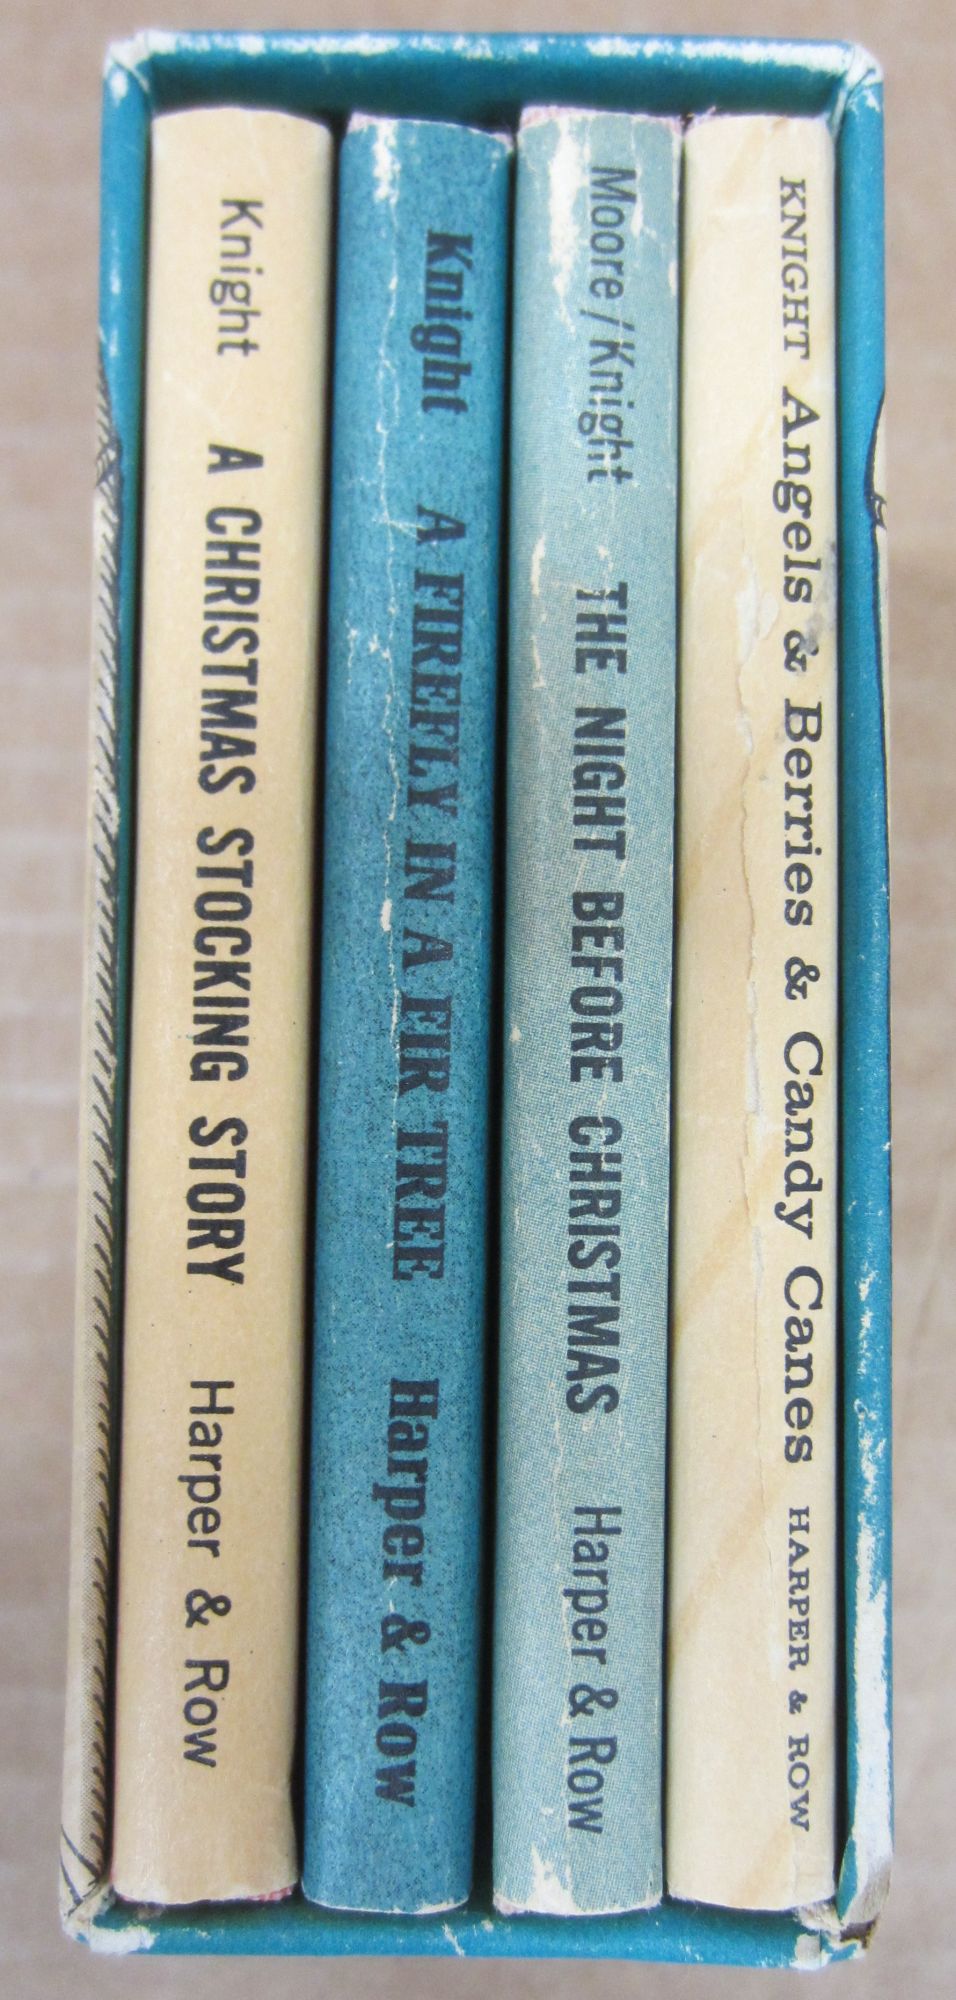 Knight A CHRISTMAS STOCKING STORY Harper & Row
Knight A FIREFLY IN A FIR TREE Harper & Row
Moore / Knight THE NIGHT BEFORE CHRISTMAS Harper & Row
KNIGHT Angels & Berries & Candy Canes HARPER & ROW